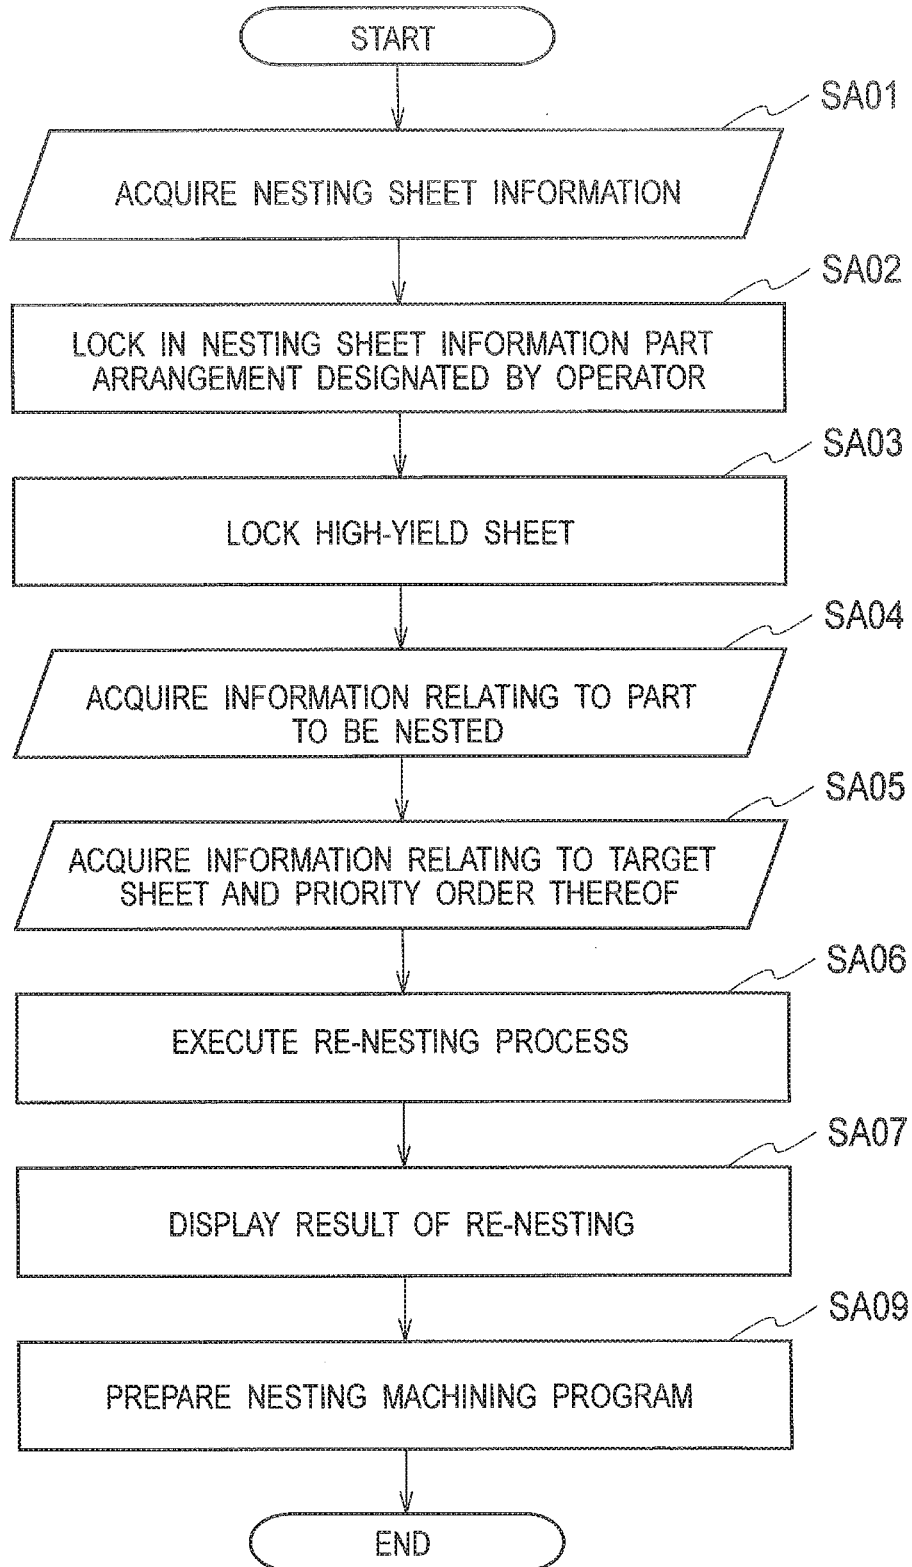 START
SA01
ACQUIRE NESTING SHEET INFORMATION
SA02
LOCK IN NESTING SHEET INFORMATION PART
ARRANGEMENT DESIGNATED BY OPERATOR
SA03
LOCK HIGH-YIELD SHEET
SA04
ACQUIRE INFORMATION RELATING TO PART
TO BE NESTED
SA05
ACQUIRE INFORMATION RELATING TO TARGET
SHEET AND PRIORITY ORDER THEREOF
SA06
EXECUTE RE-NESTING PROCESS
SA07
DISPLAY RESULT OF RE-NESTING
SA09
PREPARE NESTING MACHINING PROGRAM
END